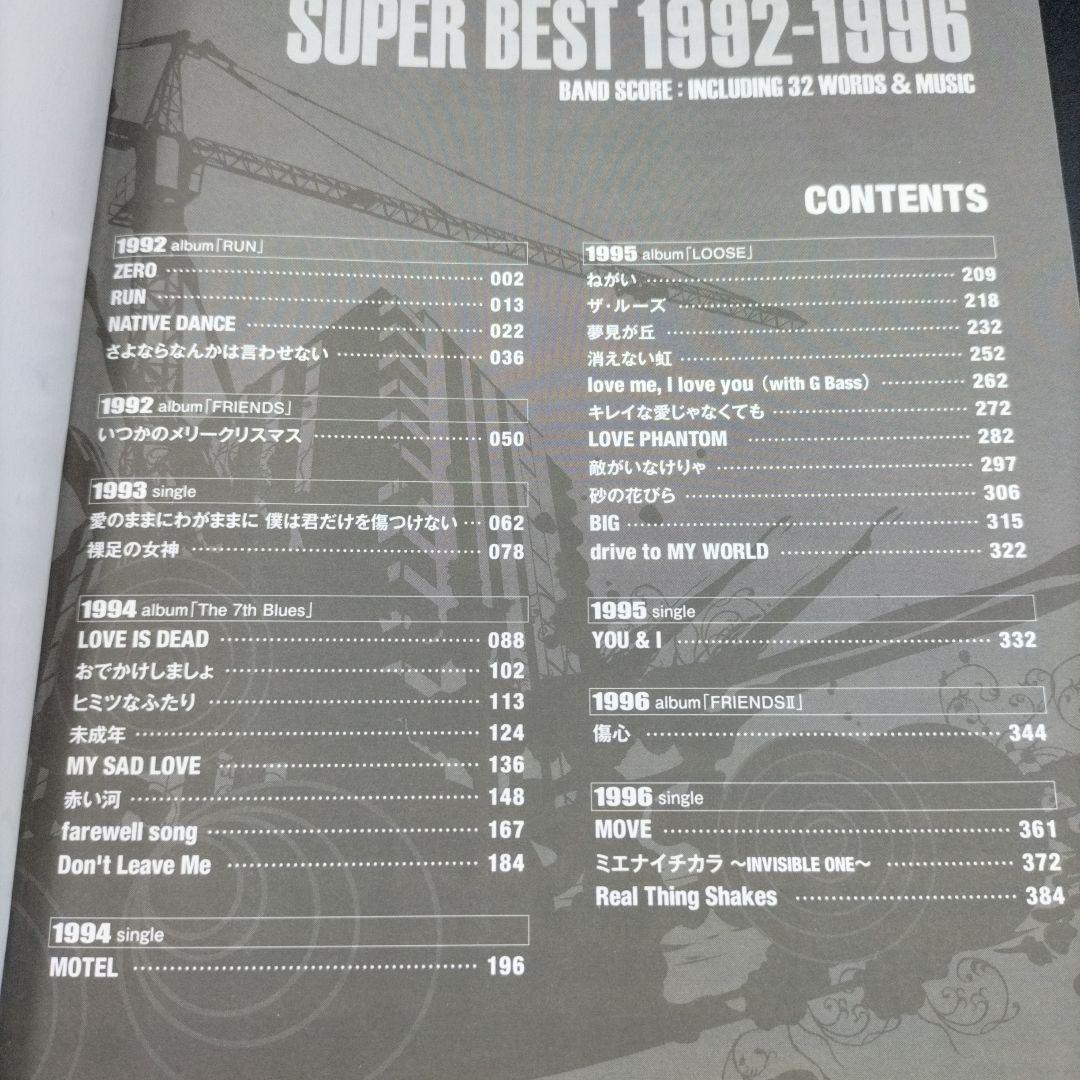 SUPER BEST 1992-1996
BAND SCORE : INCLUDING 32 WORDS & MUSIC
CONTENTS
1992 album「RUN」
ZERO 002
RUN 013
NATIVE DANCE 022
さよならなんかは言わせない 036
1992 album「FRIENDS」
いつかのメリークリスマス 050
1993 single
愛のままにわがままに 僕は君だけを傷つけない 062
裸足の女神 078
1994 album「The 7th Blues」
LOVE IS DEAD 088
おでかけしましょ 102
ヒミツなふたり 113
未成年 124
MY SAD LOVE 136
赤い河 148
farewell song 167
Don't Leave Me 184
1994 single
MOTEL 196
1995 album「LOOSE」
ねがい 209
ザ・ルーズ 218
夢見が丘 232
消えない虹 252
love me, I love you（with G Bass） 262
キレイな愛じゃなくても 272
LOVE PHANTOM 282
敵がいなけりゃ 297
砂の花びら 306
BIG 315
drive to MY WORLD 322
1995 single
YOU & I 332
1996 album「FRIENDSⅡ」
傷心 344
1996 single
MOVE 361
ミエナイチカラ 〜INVISIBLE ONE〜 372
Real Thing Shakes 384